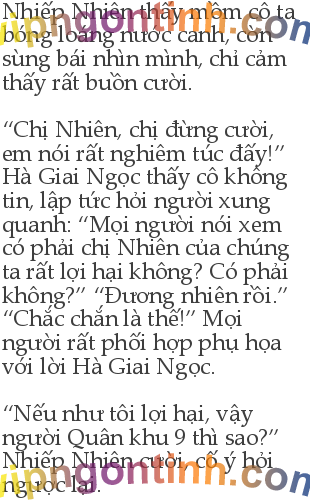 Nhiếp Nhiên thấy mồm cô ta
bóng loáng nước canh, còn
sùng bái nhìn mình, chỉ cảm
thấy rất buồn cười.
“Chị Nhiên, chị đừng cười,
em nói rất nghiêm túc đấy!”
Hà Giai Ngọc thấy cô không
tin, lập tức hỏi người xung
quanh: “Mọi người nói xem
có phải chị Nhiên của chúng
ta rất lợi hại không? Có phải
không?” “Đương nhiên rồi.”
“Chắc chắn là thế!” Mọi
người rất phối hợp phụ họa
với lời Hà Giai Ngọc.
“Nếu như tôi lợi hại, vậy
người Quân khu 9 thì sao?”
Nhiếp Nhiên cười, cố ý hỏi
ngược lại.
vipngontinh.com